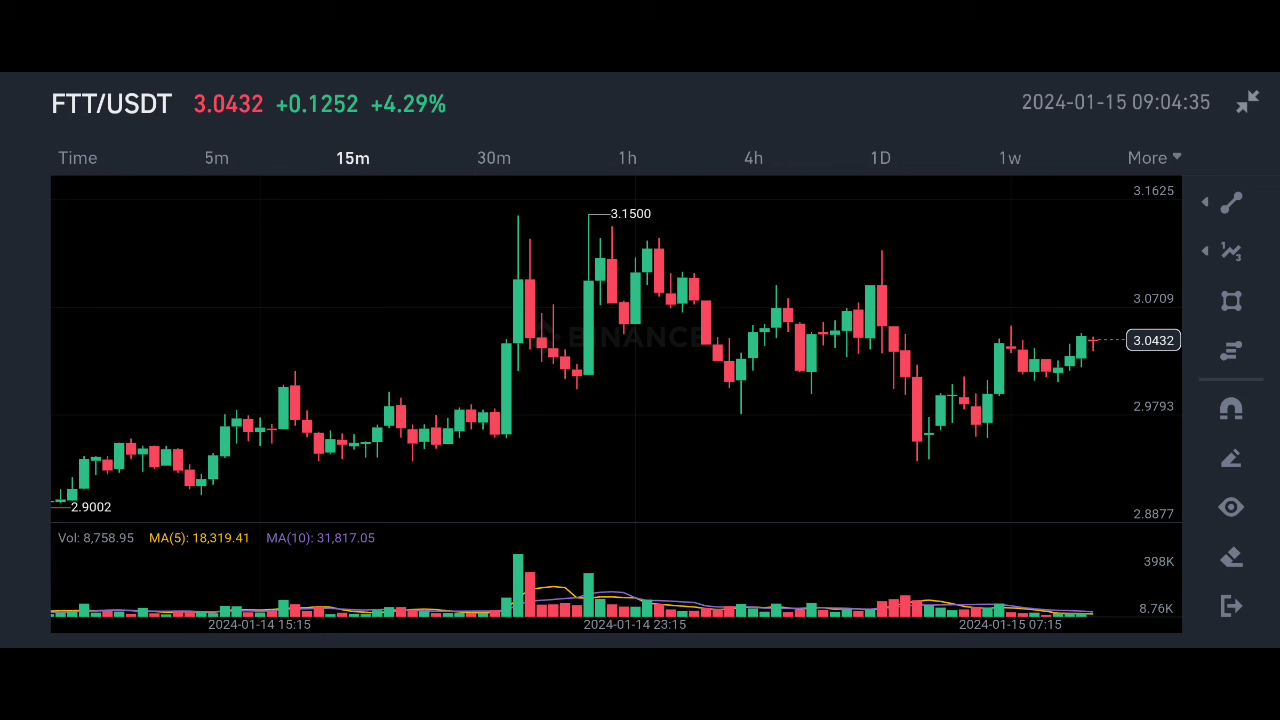 FTT/USDT 3.0432 +0.1252 +4.29% 2024-01-15 09:04:35
Time 5m 15m 30m 1h 4h 1D 1w More
3.1625
3.1500
3.0709
BINANCE
3.0432
2.9793
2.9002
2.8877
Vol: 8,758.95 MA(5): 18,319.41 MA(10): 31,817.05
398K
8.76K
2024-01-14 15:15 2024-01-14 23:15 2024-01-15 07:15